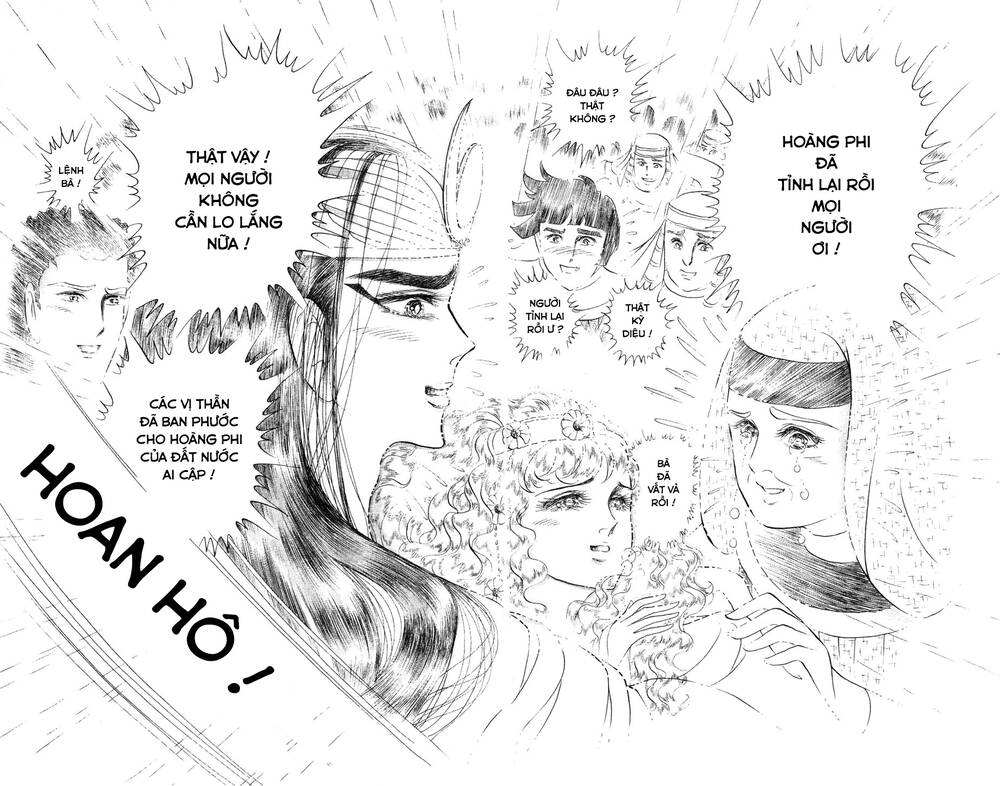 HOÀNG PHI
ĐÃ
TỈNH LẠI RỒI
MỌI
NGƯỜI
ƠI !
ĐÂU ĐÂU ?
THẬT
KHÔNG ?
NGƯỜI
TỈNH LẠI
RỒI Ư ?
THẬT
KỲ
DIỆU !
BÀ
ĐÃ
VẤT VẢ
RỒI !
THẬT VẬY !
MỌI NGƯỜI
KHÔNG
CẦN LO LẮNG
NỮA !
LỆNH
BÀ !
CÁC VỊ THẦN
ĐÃ BAN PHƯỚC
CHO HOÀNG PHI
CỦA ĐẤT NƯỚC
AI CẬP !
HOAN HÔ !